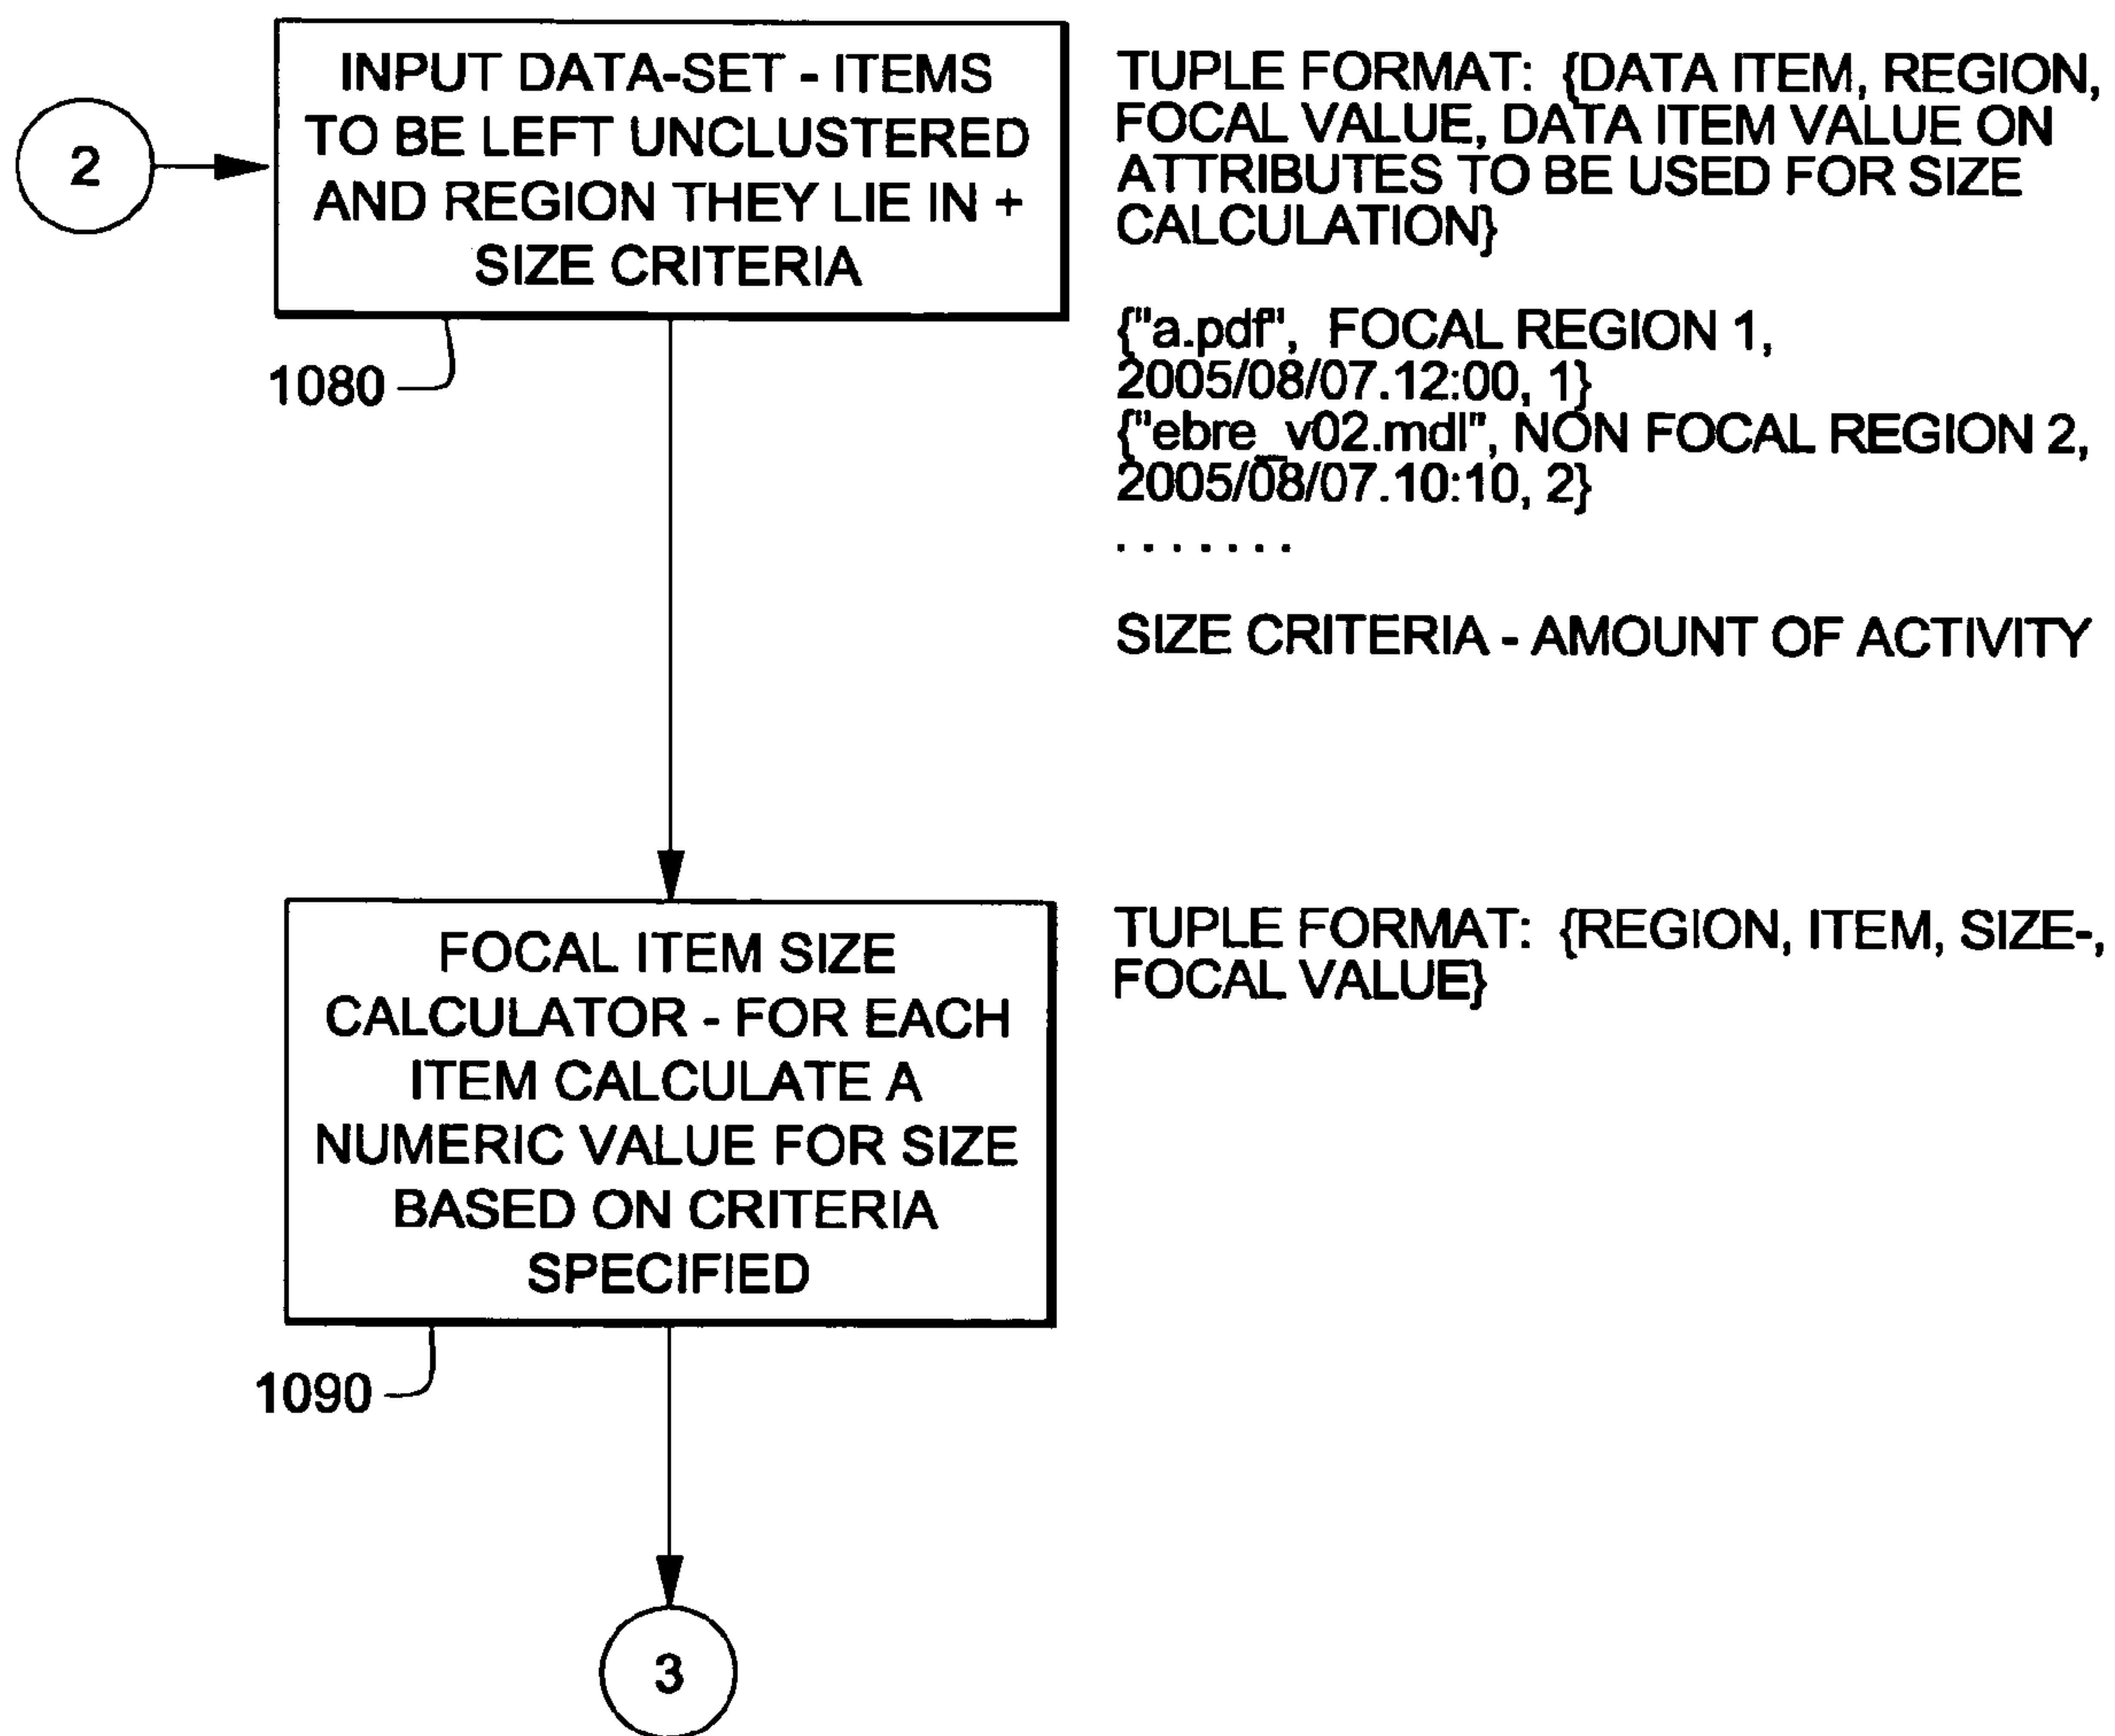 2
INPUT DATA-SET - ITEMS
TO BE LEFT UNCLUSTERED
AND REGION THEY LIE IN +
SIZE CRITERIA
1080
TUPLE FORMAT: {DATA ITEM, REGION,
FOCAL VALUE, DATA ITEM VALUE ON
ATTRIBUTES TO BE USED FOR SIZE
CALCULATION}
{"a.pdf", FOCAL REGION 1,
2005/08/07.12:00, 1}
{"ebre_v02.mdl", NON FOCAL REGION 2,
2005/08/07.10:10, 2}
. . . . . . .
SIZE CRITERIA - AMOUNT OF ACTIVITY
FOCAL ITEM SIZE
CALCULATOR - FOR EACH
ITEM CALCULATE A
NUMERIC VALUE FOR SIZE
BASED ON CRITERIA
SPECIFIED
1090
TUPLE FORMAT: {REGION, ITEM, SIZE-,
FOCAL VALUE}
3